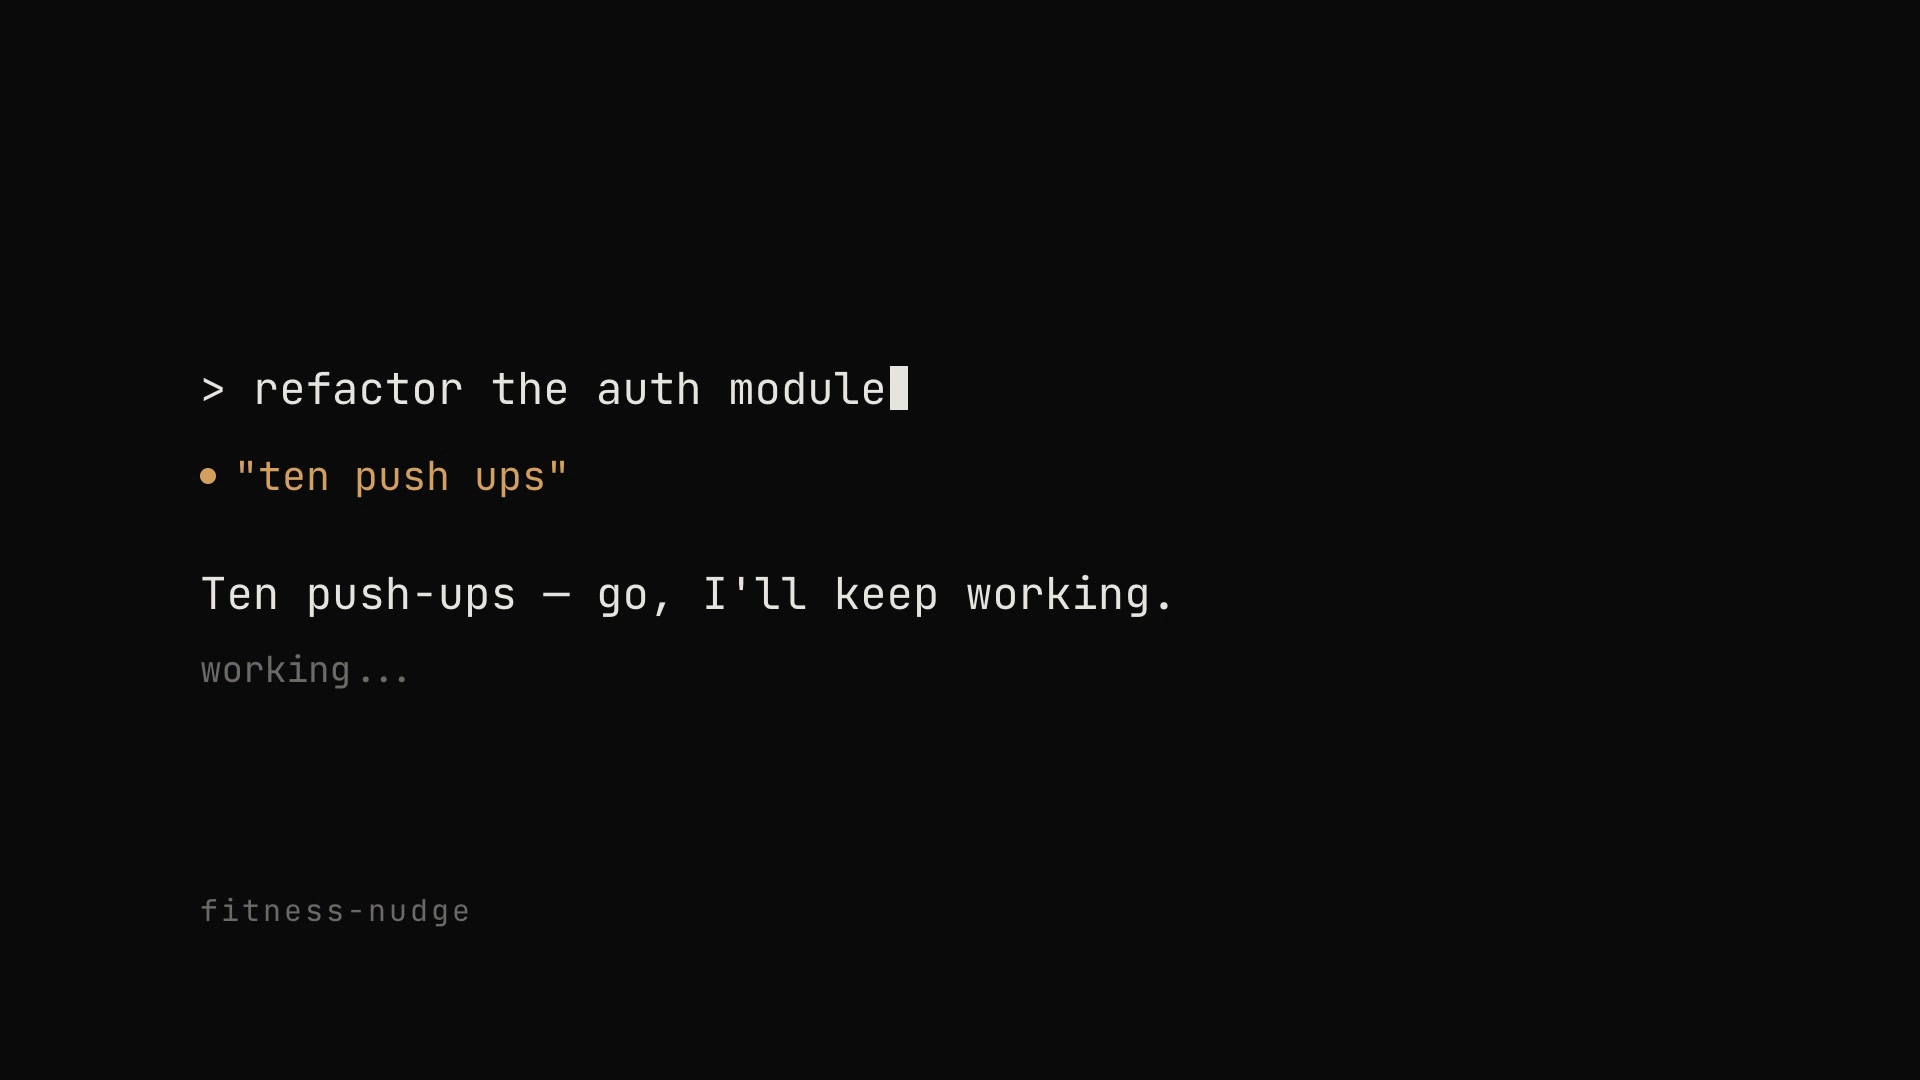 > refactor the auth module
"ten push ups"
Ten push-ups — go, I'll keep working.
working...
fitness-nudge